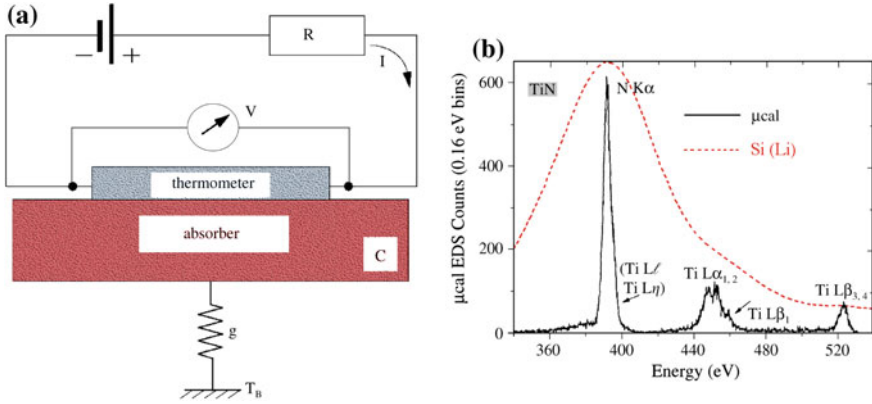 (a)
R
− +
I
V
thermometer
absorber
C
g
T_B
(b)
μcal EDS Counts (0.16 eV bins)
600
400
200
0
TiN
N Kα
μcal
Si (Li)
(Ti Lℓ
Ti Lη)
Ti Lα1, 2
Ti Lβ1
Ti Lβ3, 4
360 400 440 480 520
Energy (eV)